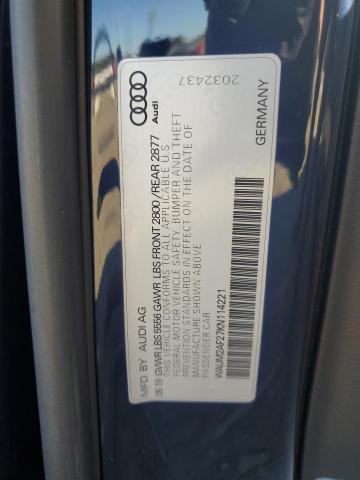 Audi
2032437
MFD. BY AUDI AG
06-19 GVWR LBS 5556 GAWR LBS FRONT 2800/REAR 2877
THIS VEHICLE CONFORMS TO ALL APPLICABLE U.S.
FEDERAL MOTOR VEHICLE SAFETY, BUMPER AND THEFT
PREVENTION STANDARDS IN EFFECT ON THE DATE OF
MANUFACTURE SHOWN ABOVE
PASSENGER CAR
WAUM2AF27KN114221
GERMANY